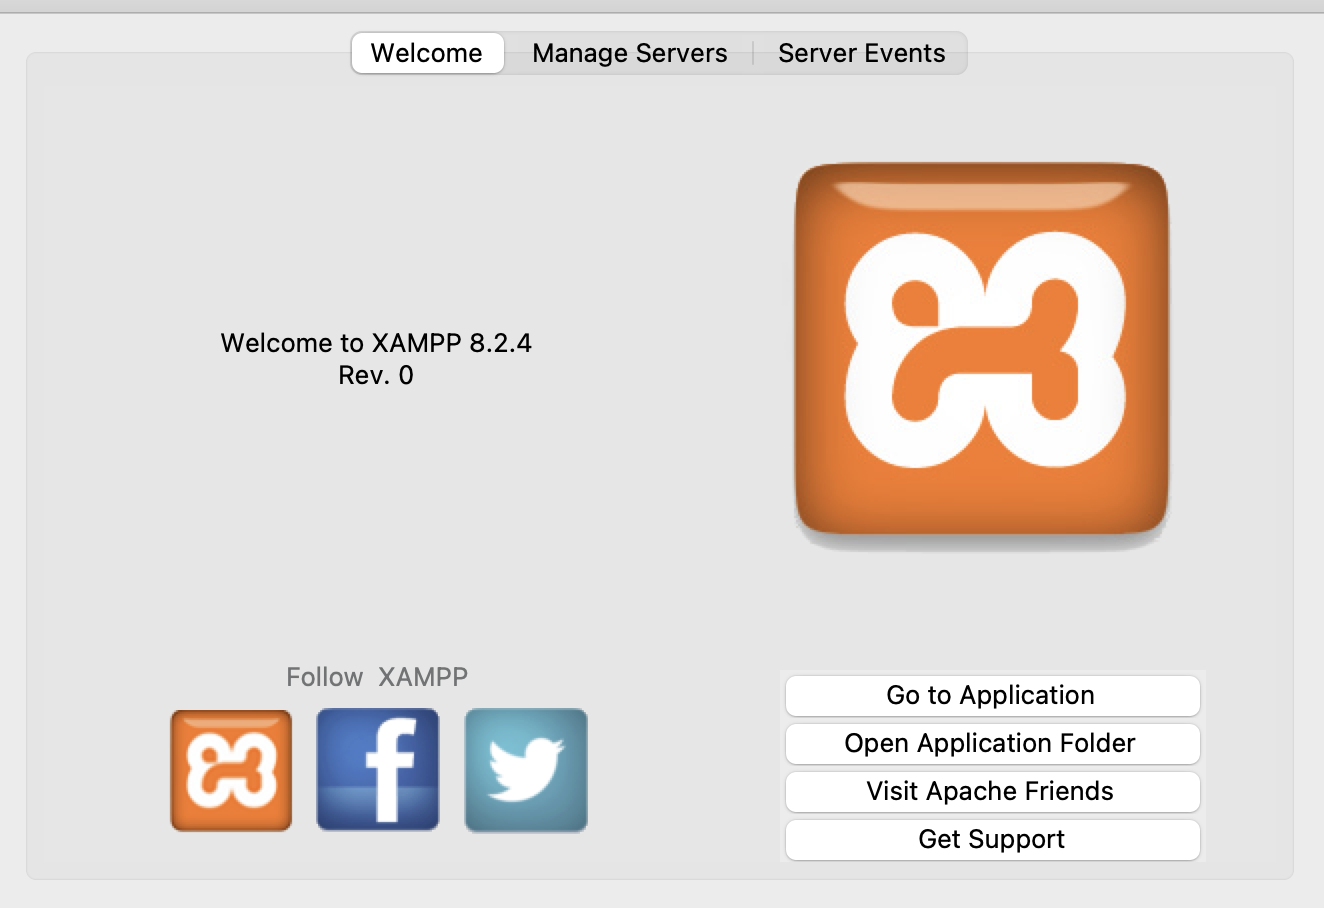 Welcome
Manage Servers
Server Events
Welcome to XAMPP 8.2.4
Rev. 0
Follow  XAMPP
Go to Application
Open Application Folder
Visit Apache Friends
Get Support